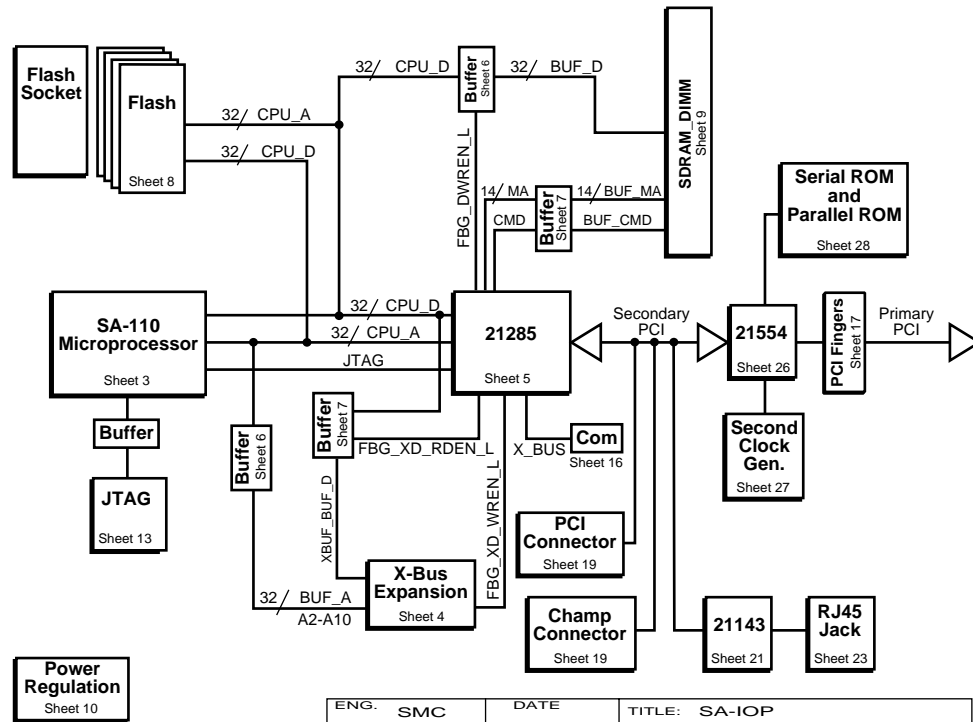 Flash
Socket
Flash
Sheet 8
32/ CPU_A
32/ CPU_D
32/ CPU_D
Buffer
Sheet 6
32/ BUF_D
SDRAM_DIMM
Sheet 9
FBG_DWREN_L
14/ MA
CMD
Buffer
Sheet 7
14/ BUF_MA
BUF_CMD
Serial ROM
and
Parallel ROM
Sheet 28
SA-110
Microprocessor
Sheet 3
32/ CPU_D
32/ CPU_A
JTAG
21285
Sheet 5
Secondary
PCI
21554
Sheet 26
PCI Fingers
Sheet 17
Primary
PCI
Buffer
JTAG
Sheet 13
Buffer
Sheet 6
Buffer
Sheet 7
FBG_XD_RDEN_L
XBUF_BUF_D
FBG_XD_WREN_L
X_BUS
Com
Sheet 16
Second
Clock
Gen.
Sheet 27
PCI
Connector
Sheet 19
32/ BUF_A
A2-A10
X-Bus
Expansion
Sheet 4
Champ
Connector
Sheet 19
21143
Sheet 21
RJ45
Jack
Sheet 23
Power
Regulation
Sheet 10
ENG. SMC
DATE
TITLE: SA-IOP